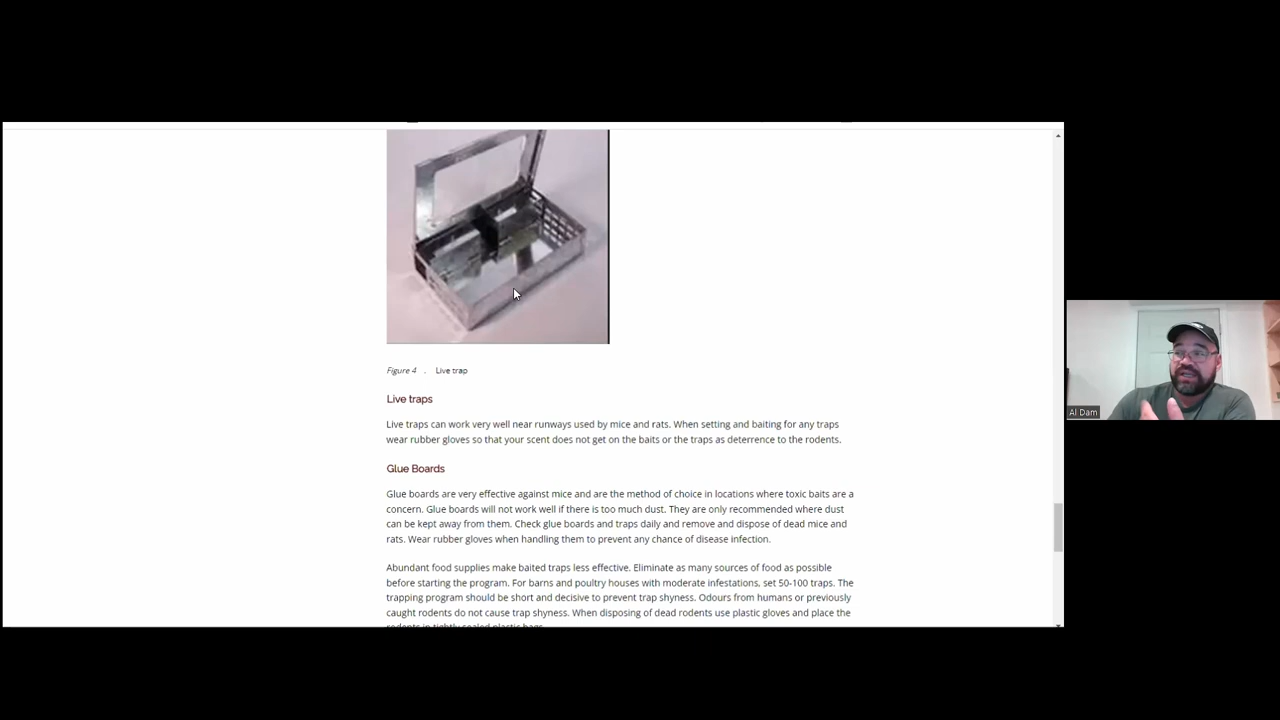 Figure 4 . Live trap
Live traps
Live traps can work very well near runways used by mice and rats. When setting and baiting for any traps
wear rubber gloves so that your scent does not get on the baits or the traps as deterrence to the rodents.
Al Dam
Glue Boards
Glue boards are very effective against mice and are the method of choice in locations where toxic baits are a
concern. Glue boards will not work well if there is too much dust. They are only recommended where dust
can be kept away from them. Check glue boards and traps daily and remove and dispose of dead mice and
rats. Wear rubber gloves when handling them to prevent any chance of disease infection.
Abundant food supplies make baited traps less effective. Eliminate as many sources of food as possible
before starting the program. For barns and poultry houses with moderate infestations, set 50-100 traps. The
trapping program should be short and decisive to prevent trap shyness. Odours from humans or previously
caught rodents do not cause trap shyness. When disposing of dead rodents use plastic gloves and place the
rodents in tightly sealed plastic bags.